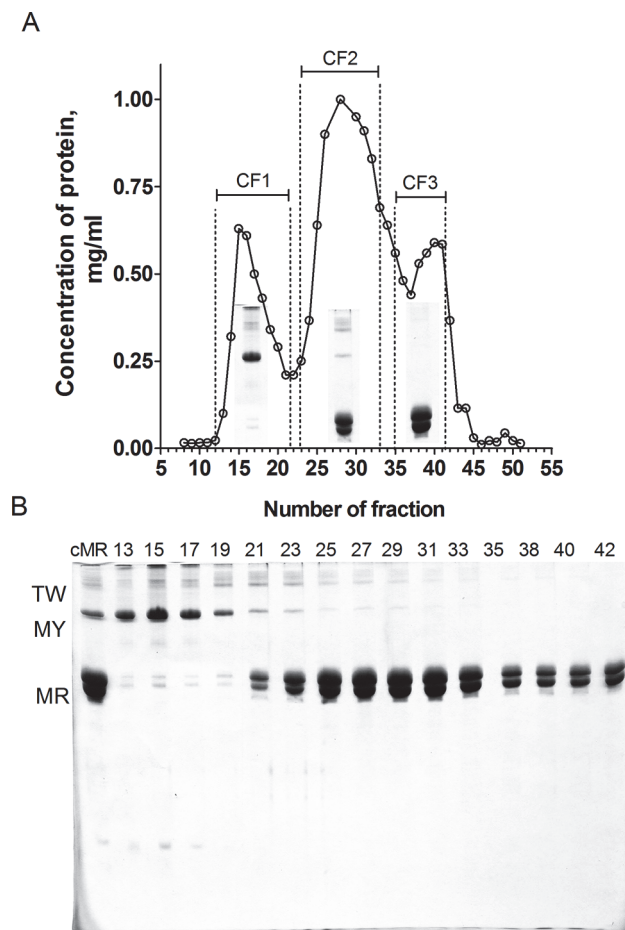 A
CF2
CF1
CF3
Concentration of protein,
mg/ml
1.00
0.75
0.50
0.25
0.00
5 10 15 20 25 30 35 40 45 50 55
Number of fraction
B
cMR 13 15 17 19 21 23 25 27 29 31 33 35 38 40 42
TW
MY
MR